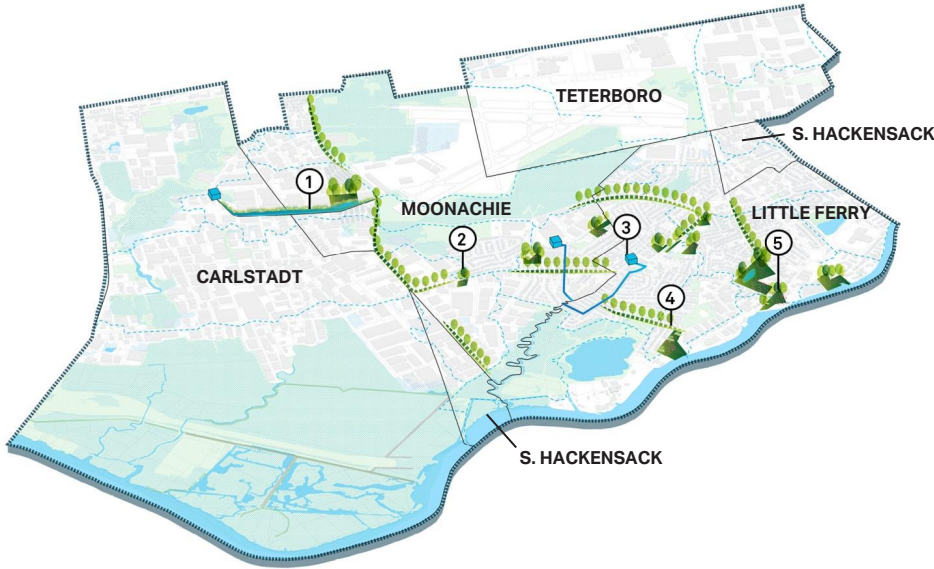 TETERBORO
S. HACKENSACK
1
MOONACHIE
LITTLE FERRY
2
3
5
CARLSTADT
4
S. HACKENSACK